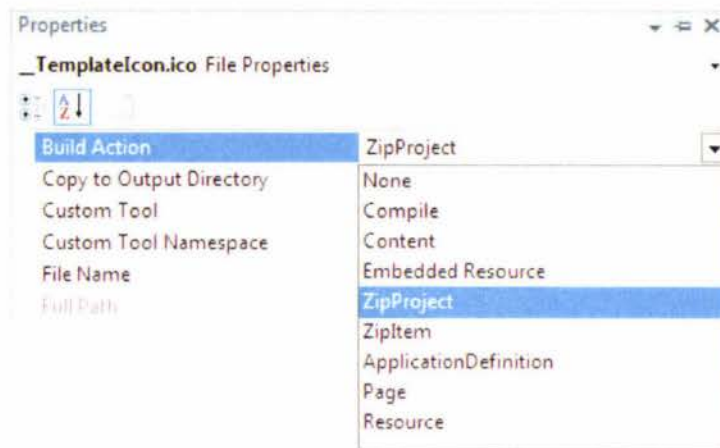 Properties
__TemplateIcon.ico File Properties
Build Action ZipProject
Copy to Output Directory None
Custom Tool Compile
Custom Tool Namespace Content
File Name Embedded Resource
Full Path ZipProject
ZipItem
ApplicationDefinition
Page
Resource